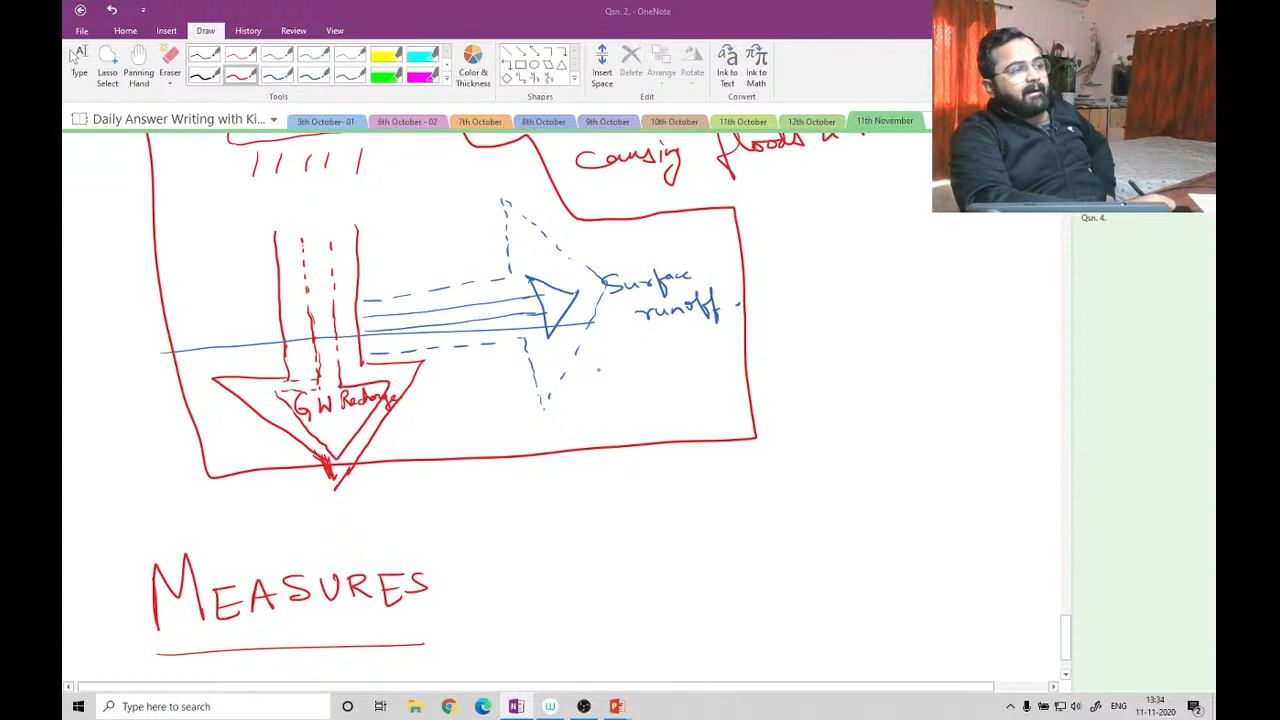 Qsn. 2. - OneNote
File Home Insert Draw History Review View
Type
Lasso Select
Panning Hand
Eraser
Color & Thickness
Insert Space
Delete
Arrange
Rotate
Ink to Text
Ink to Math
Tools Shapes Edit Convert
Daily Answer Writing with Ki...
5th October- 01 6th October - 02 7th October 8th October 9th October 10th October 11th October 12th October 11th November
Qsn. 4.
causing floods
Surface
runoff.
GW Recharge
MEASURES
Type here to search
ENG
13:34
11-11-2020
2